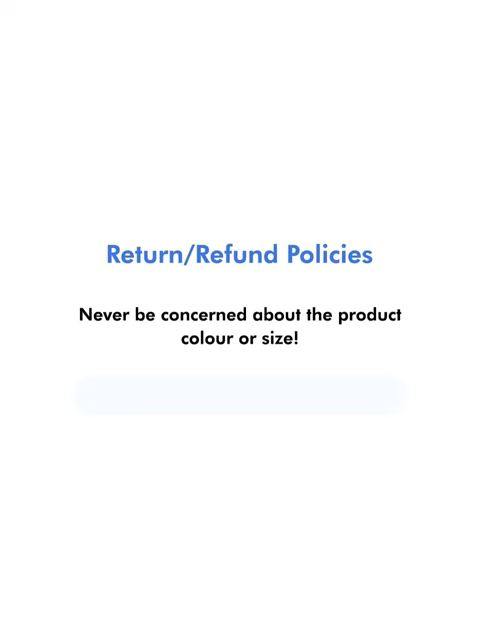 Return/Refund Policies
Never be concerned about the product
colour or size!